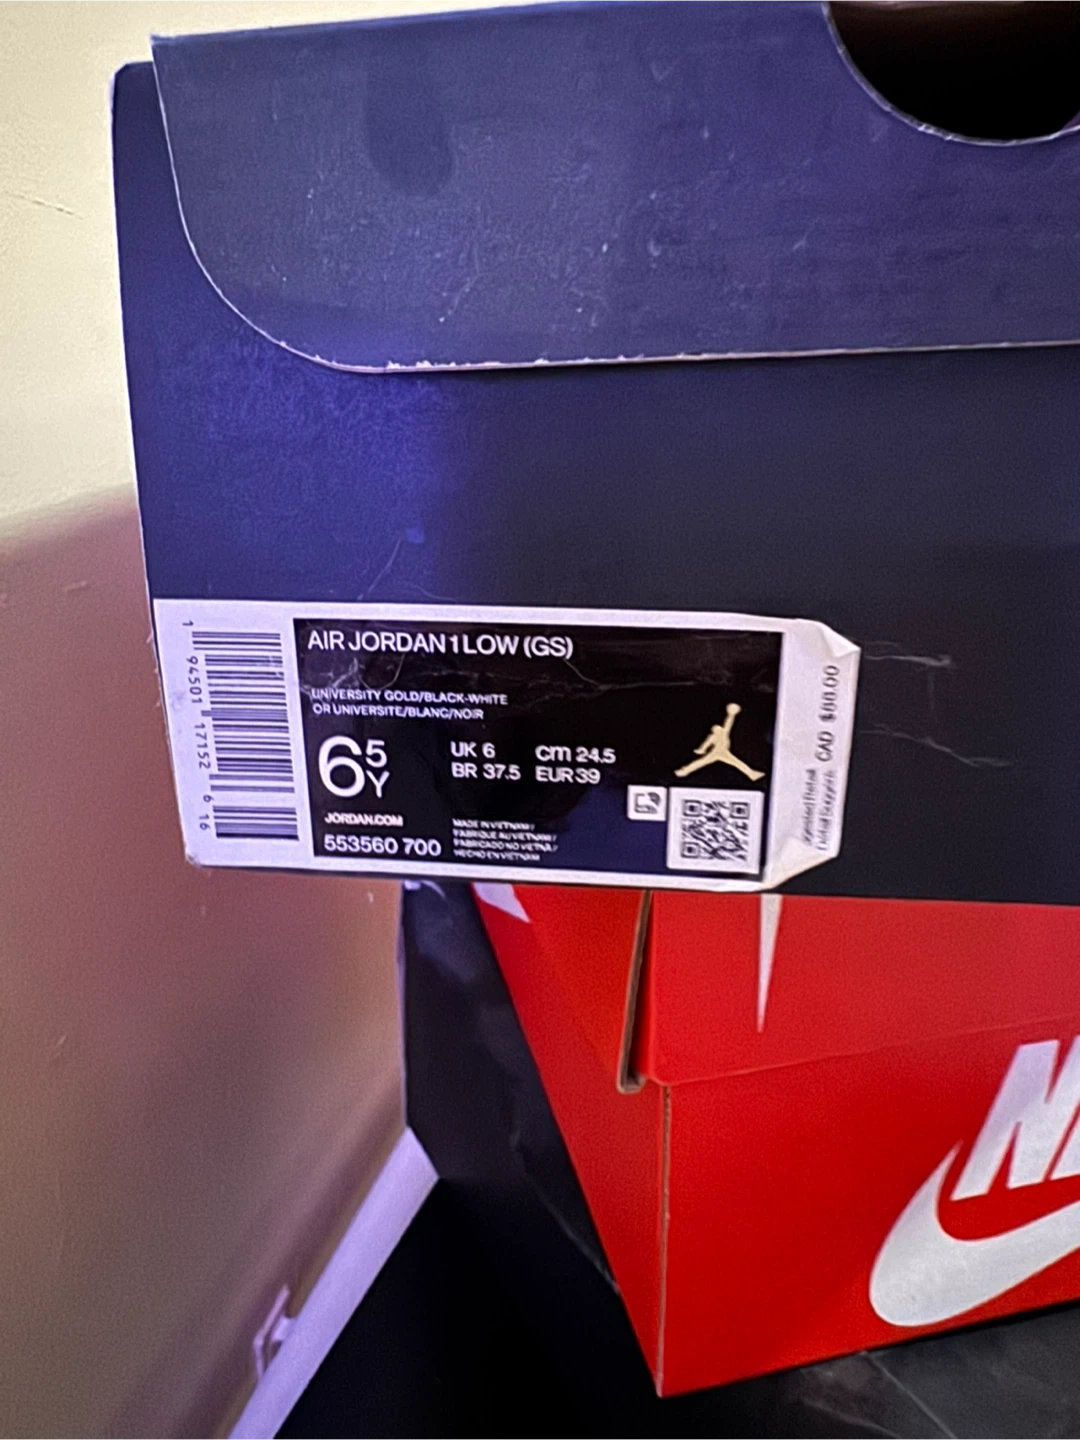 AIR JORDAN 1 LOW (GS)
UNIVERSITY GOLD/BLACK-WHITE
OR UNIVERSITE/BLANC/NOIR
6 5 Y
UK 6 cm 24.5
BR 37.5 EUR 39
JORDAN.COM
553560 700
MADE IN VIETNAM /
FABRIQUE AU VIETNAM /
FABRICADO NO VIETNA /
HECHO EN VIETNAM
1 94501 17152 6 16
CAD $88.00